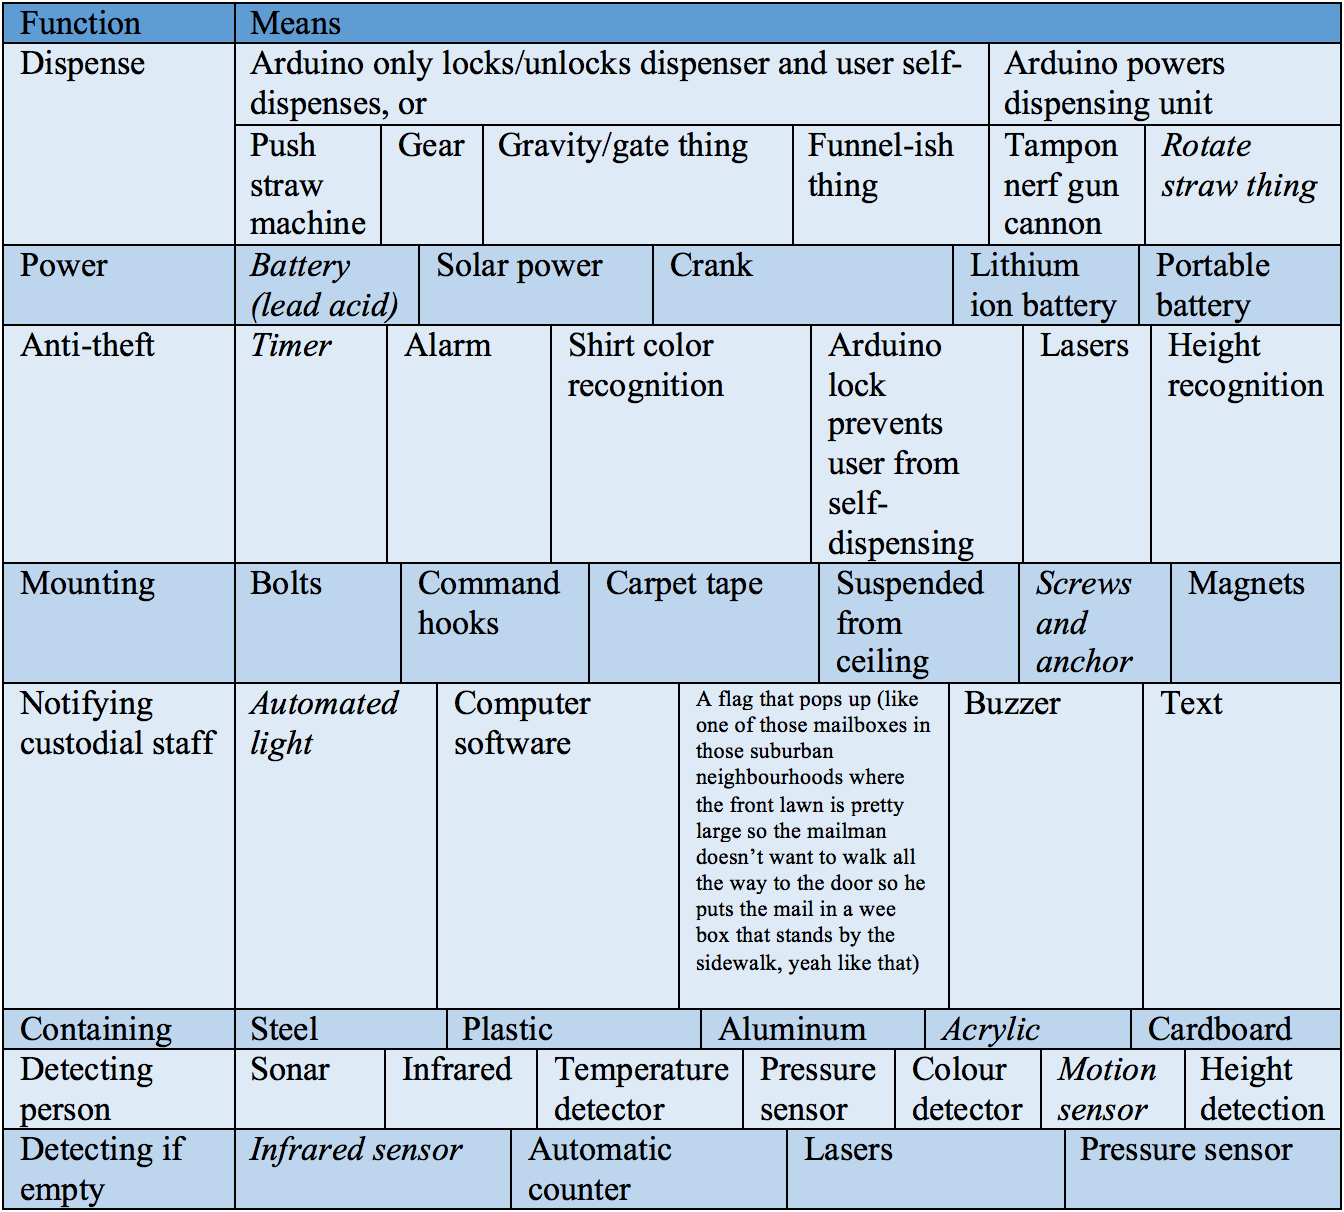 Function
Means
Dispense
Arduino only locks/unlocks dispenser and user self-
dispenses, or
Arduino powers
dispensing unit
Push
straw
machine
Gear
Gravity/gate thing
Funnel-ish
thing
Tampon
nerf gun
cannon
Rotate
straw thing
Power
Battery
(lead acid)
Solar power
Crank
Lithium
ion battery
Portable
battery
Anti-theft
Timer
Alarm
Shirt color
recognition
Arduino
lock
prevents
user from
self-
dispensing
Lasers
Height
recognition
Mounting
Bolts
Command
hooks
Carpet tape
Suspended
from
ceiling
Screws
and
anchor
Magnets
Notifying
custodial staff
Automated
light
Computer
software
A flag that pops up (like
one of those mailboxes in
those suburban
neighbourhoods where
the front lawn is pretty
large so the mailman
doesn’t want to walk all
the way to the door so he
puts the mail in a wee
box that stands by the
sidewalk, yeah like that)
Buzzer
Text
Containing
Steel
Plastic
Aluminum
Acrylic
Cardboard
Detecting
person
Sonar
Infrared
Temperature
detector
Pressure
sensor
Colour
detector
Motion
sensor
Height
detection
Detecting if
empty
Infrared sensor
Automatic
counter
Lasers
Pressure sensor